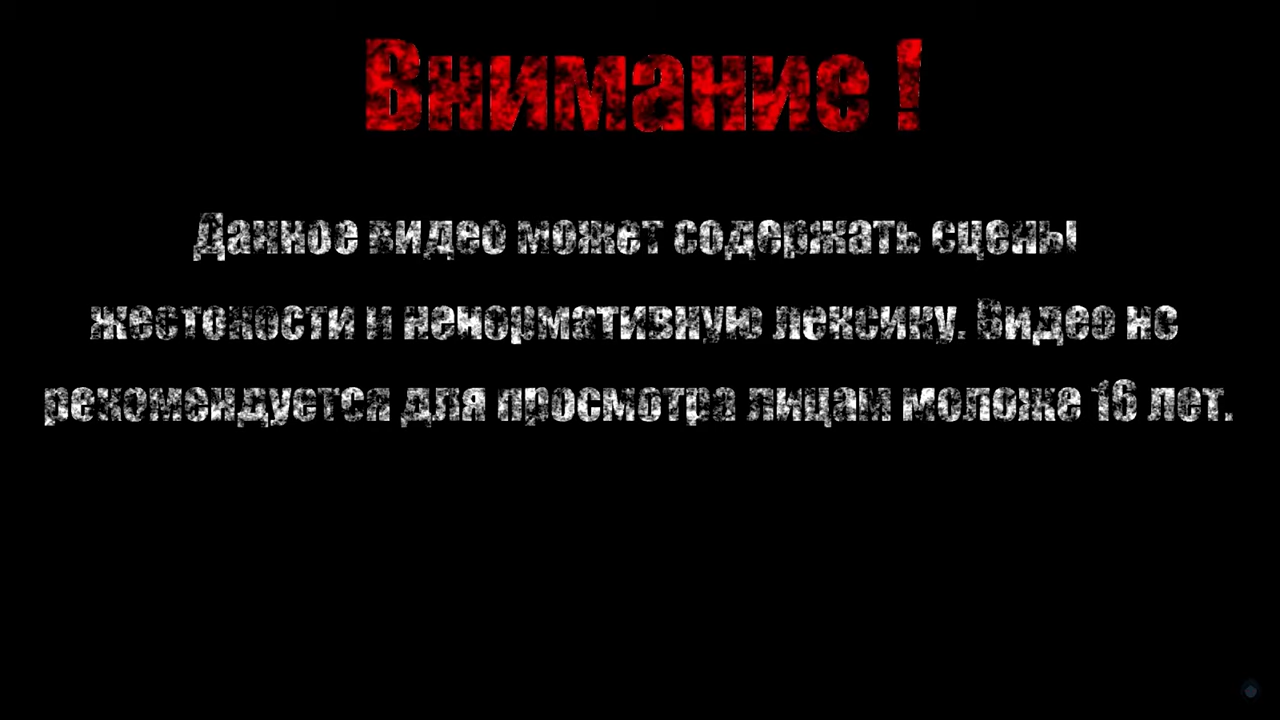 Внимание !
Данное видео может содержать сцены
жестокости и ненормативную лексику. Видео не
рекомендуется для просмотра лицам моложе 16 лет.